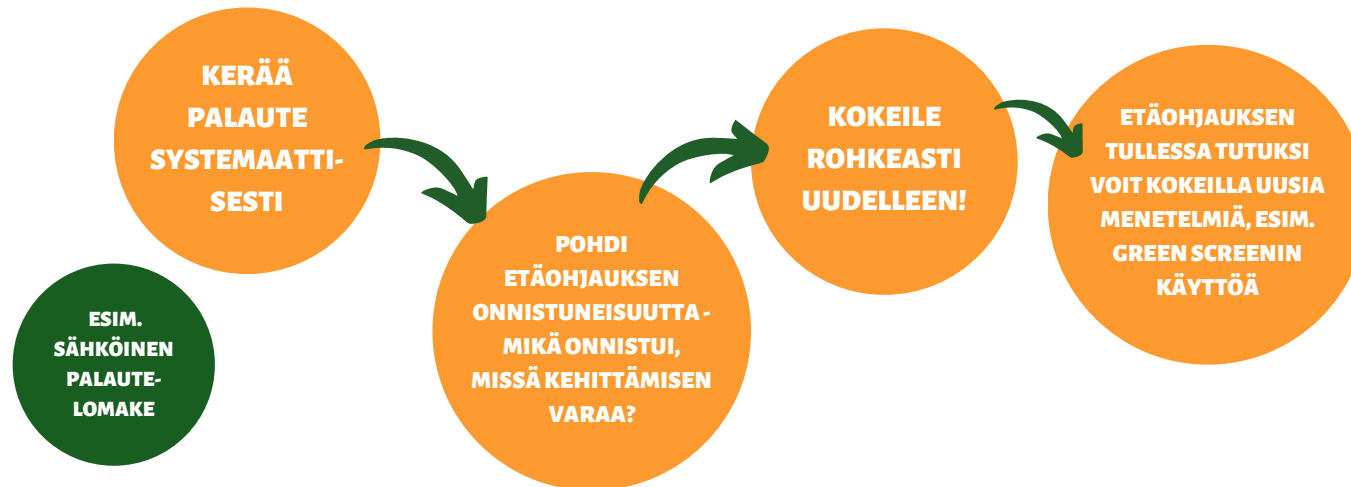 KERÄÄ
PALAUTE
SYSTEMAATTI-
SESTI
ESIM.
SÄHKÖINEN
PALAUTE-
LOMAKE
POHDI
ETÄOHJAUKSEN
ONNISTUNEISUUTTA -
MIKÄ ONNISTUI,
MISSÄ KEHITTÄMISEN
VARAA?
KOKEILE
ROHKEASTI
UUDELLEEN!
ETÄOHJAUKSEN
TULLESSA TUTUKSI
VOIT KOKEILLA UUSIA
MENETELMIÄ, ESIM.
GREEN SCREENIN
KÄYTTÖÄ